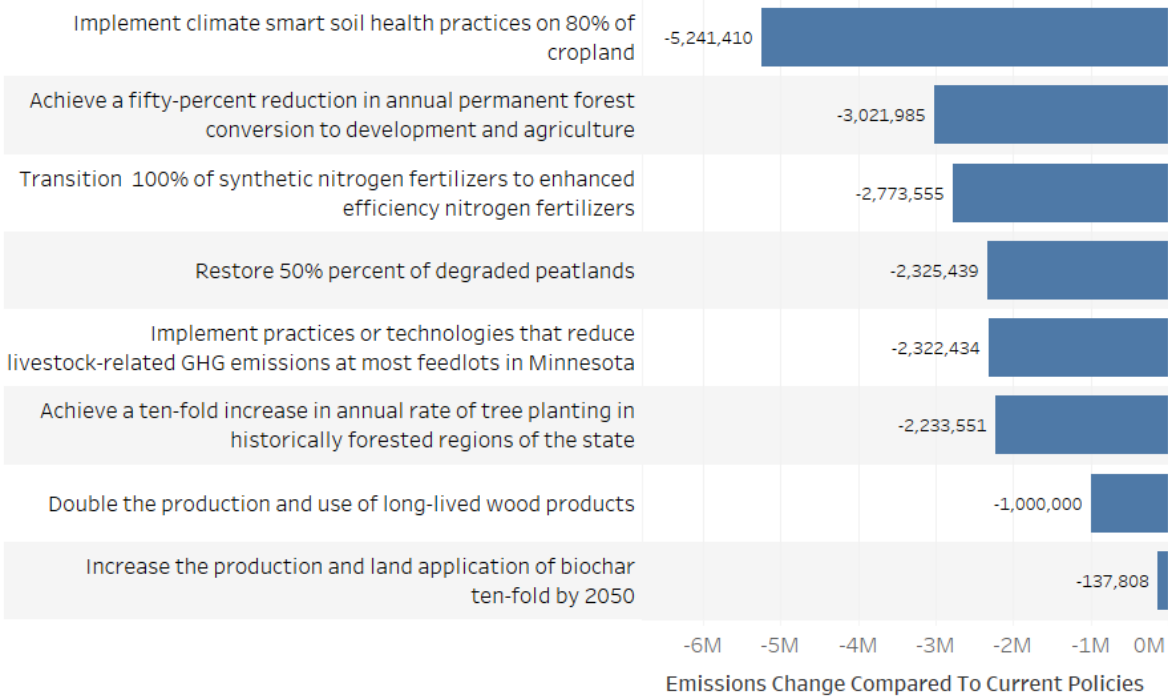 Implement climate smart soil health practices on 80% of
cropland
-5,241,410
Achieve a fifty-percent reduction in annual permanent forest
conversion to development and agriculture
-3,021,985
Transition  100% of synthetic nitrogen fertilizers to enhanced
efficiency nitrogen fertilizers
-2,773,555
Restore 50% percent of degraded peatlands
-2,325,439
Implement practices or technologies that reduce
livestock-related GHG emissions at most feedlots in Minnesota
-2,322,434
Achieve a ten-fold increase in annual rate of tree planting in
historically forested regions of the state
-2,233,551
Double the production and use of long-lived wood products
-1,000,000
Increase the production and land application of biochar
ten-fold by 2050
-137,808
-6M -5M -4M -3M -2M -1M 0M
Emissions Change Compared To Current Policies